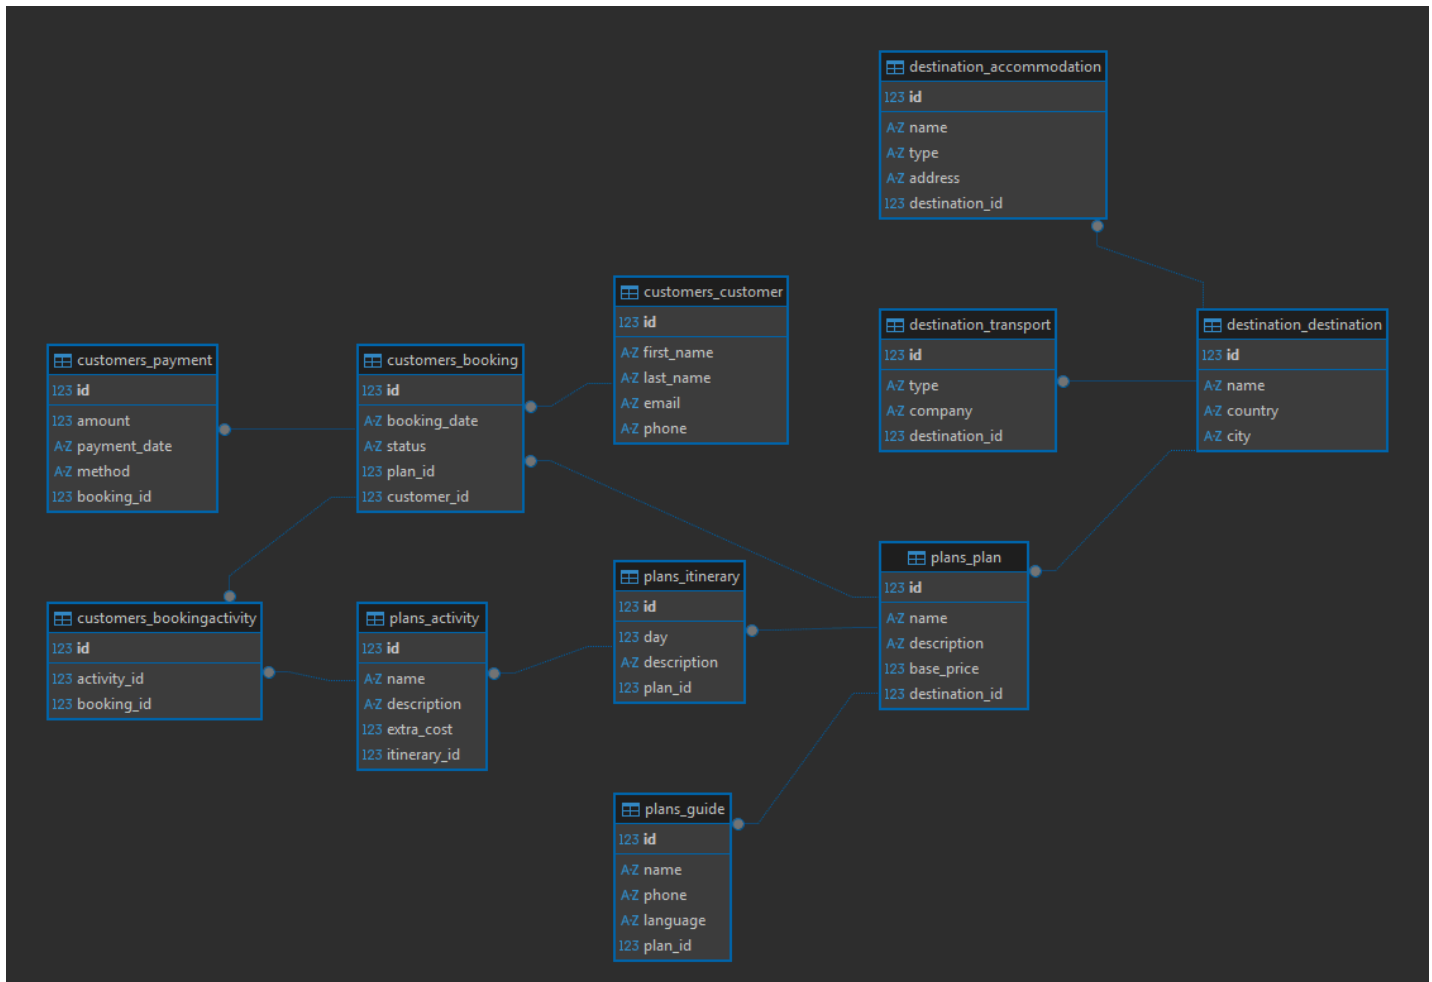 destination_accommodation
123 id
A-Z name
A-Z type
A-Z address
123 destination_id
customers_customer
123 id
A-Z first_name
A-Z last_name
A-Z email
A-Z phone
destination_transport
123 id
A-Z type
A-Z company
123 destination_id
destination_destination
123 id
A-Z name
A-Z country
A-Z city
customers_payment
123 id
123 amount
A-Z payment_date
A-Z method
123 booking_id
customers_booking
123 id
A-Z booking_date
A-Z status
123 plan_id
123 customer_id
plans_plan
123 id
A-Z name
A-Z description
123 base_price
123 destination_id
plans_itinerary
123 id
123 day
A-Z description
123 plan_id
customers_bookingactivity
123 id
123 activity_id
123 booking_id
plans_activity
123 id
A-Z name
A-Z description
123 extra_cost
123 itinerary_id
plans_guide
123 id
A-Z name
A-Z phone
A-Z language
123 plan_id